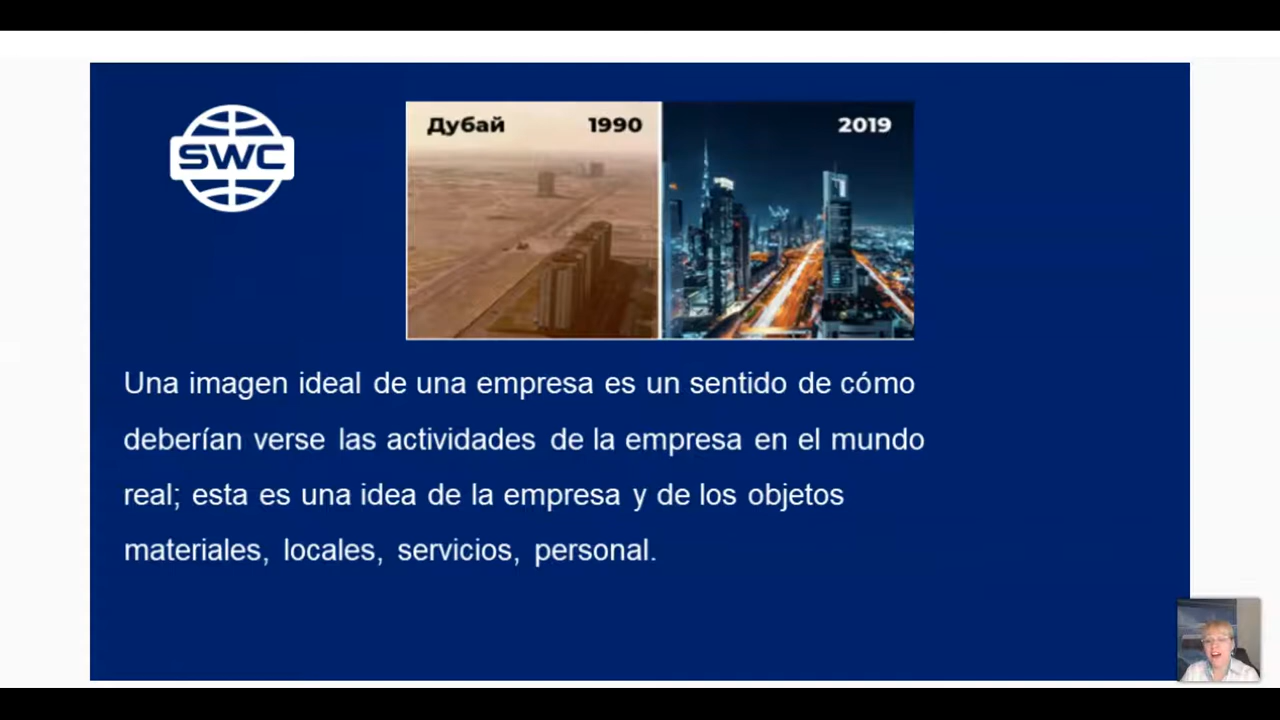 SWC
Дубай 1990 2019
Una imagen ideal de una empresa es un sentido de cómo
deberían verse las actividades de la empresa en el mundo
real; esta es una idea de la empresa y de los objetos
materiales, locales, servicios, personal.